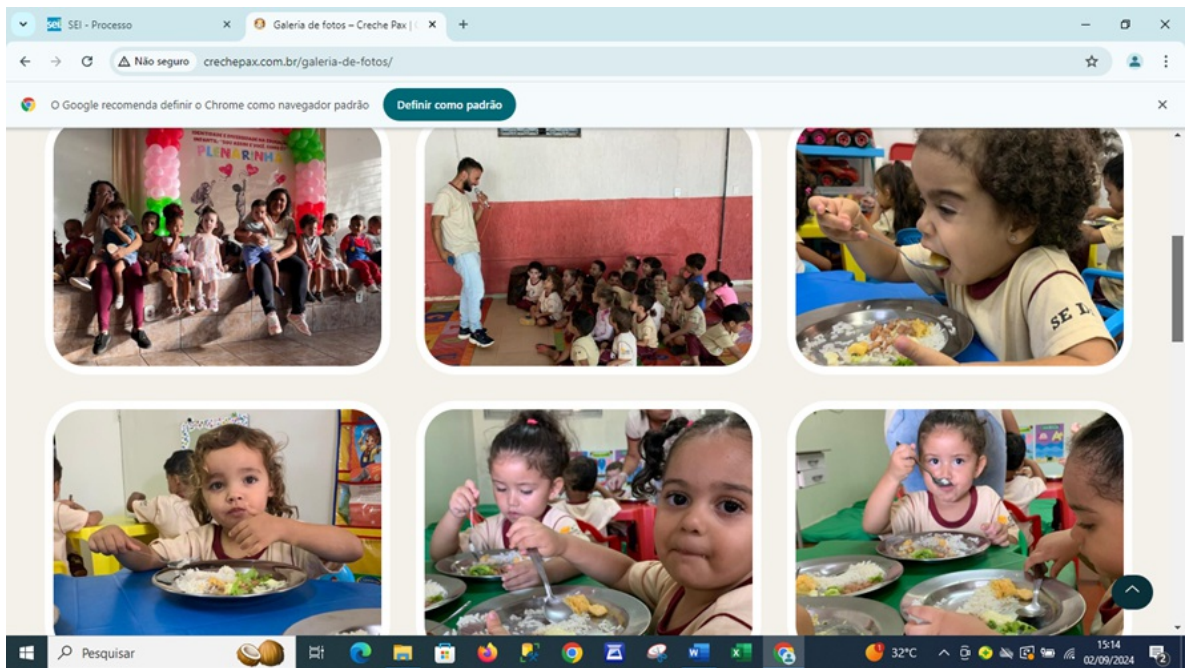 SEI - Processo
Galeria de fotos – Creche Pax |
Não seguro
crechepax.com.br/galeria-de-fotos/
O Google recomenda definir o Chrome como navegador padrão
Definir como padrão
PLENARINHA
SE
Pesquisar
32°C
15:14
02/09/2024